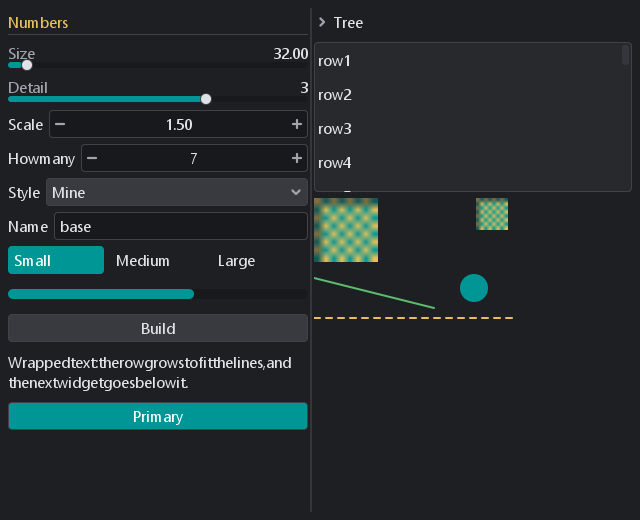 Numbers
Size 32.00
Detail 3
Scale − 1.50 +
Howmany − 7 +
Style Mine
Name base
Small Medium Large
Build
Wrappedtext:therowgrowstofitthelines,and
thenextwidgetgoesbelowit.
Primary
Tree
row1
row2
row3
row4